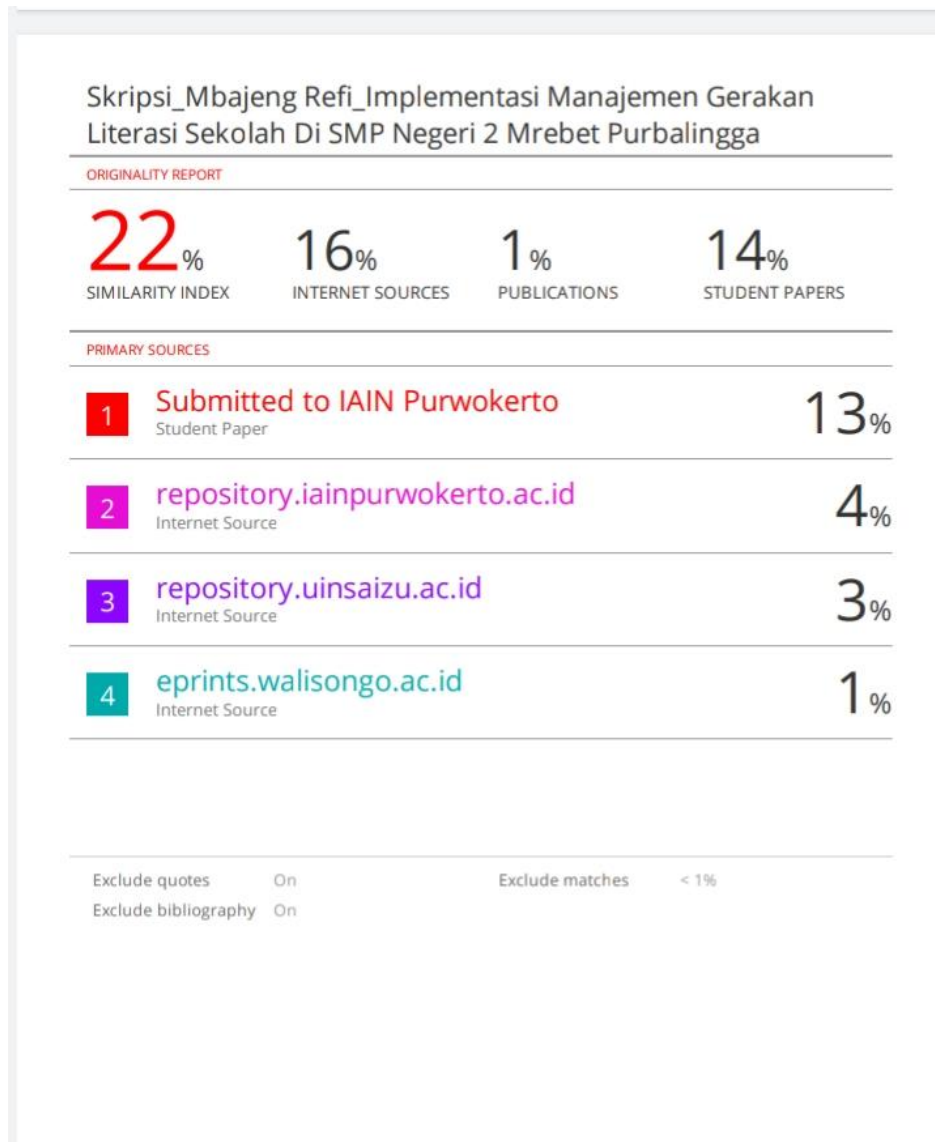 Skripsi_Mbajeng Refi_Implementasi Manajemen Gerakan
Literasi Sekolah Di SMP Negeri 2 Mrebet Purbalingga
ORIGINALITY REPORT
22% 16% 1% 14%
SIMILARITY INDEX INTERNET SOURCES PUBLICATIONS STUDENT PAPERS
PRIMARY SOURCES
1 Submitted to IAIN Purwokerto 13%
Student Paper
2 repository.iainpurwokerto.ac.id 4%
Internet Source
3 repository.uinsaizu.ac.id 3%
Internet Source
4 eprints.walisongo.ac.id 1%
Internet Source
Exclude quotes On Exclude matches < 1%
Exclude bibliography On